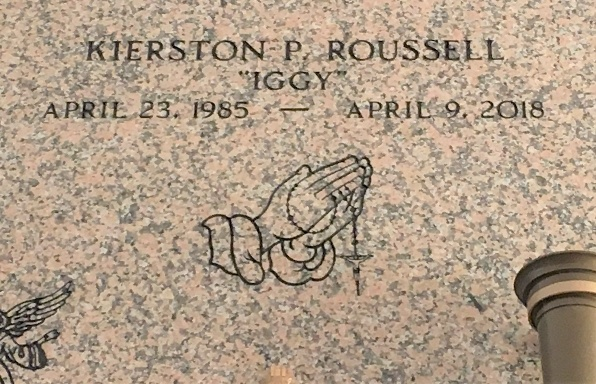 KIERSTON P. ROUSSELL
"IGGY"
APRIL 23, 1985 — APRIL 9, 2018